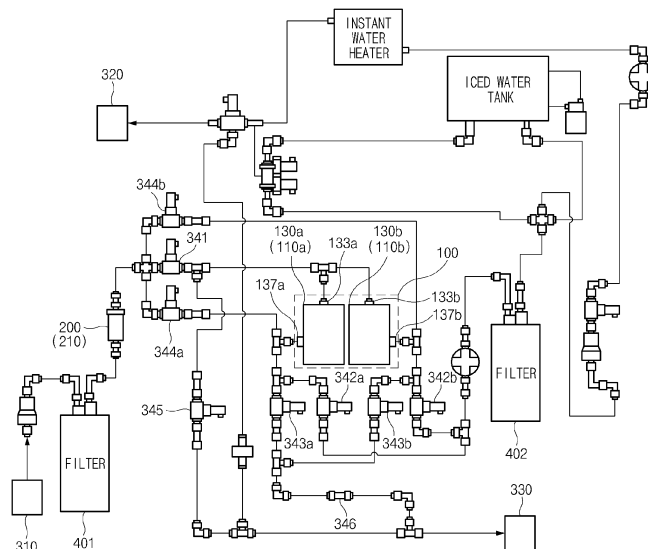 INSTANT
WATER
HEATER
320
ICED WATER
TANK
344b
341
130a
(110a)
133a
130b
(110b)
100
133b
137a
137b
200
(210)
344a
345
342a
342b
343a
343b
FILTER
FILTER
402
346
330
310
401